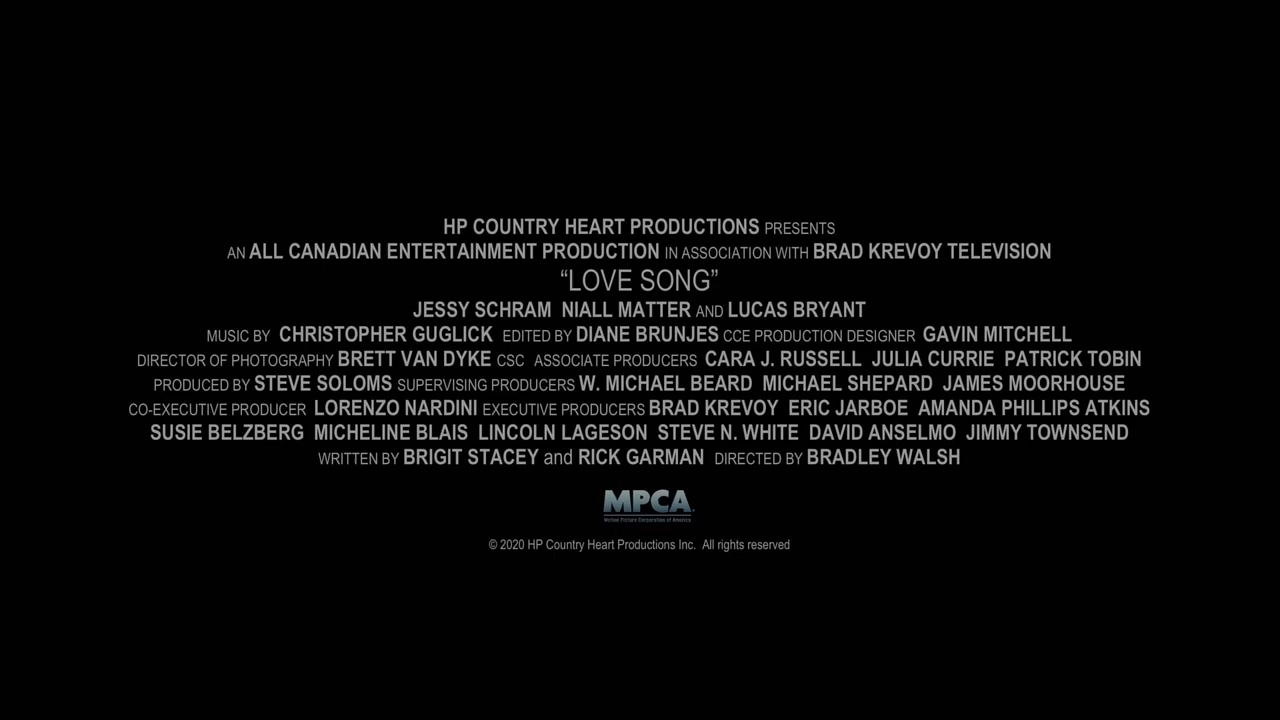 HP COUNTRY HEART PRODUCTIONS PRESENTS
AN ALL CANADIAN ENTERTAINMENT PRODUCTION IN ASSOCIATION WITH BRAD KREVOY TELEVISION
“LOVE SONG”
JESSY SCHRAM NIALL MATTER AND LUCAS BRYANT
MUSIC BY CHRISTOPHER GUGLICK EDITED BY DIANE BRUNJES CCE PRODUCTION DESIGNER GAVIN MITCHELL
DIRECTOR OF PHOTOGRAPHY BRETT VAN DYKE CSC ASSOCIATE PRODUCERS CARA J. RUSSELL JULIA CURRIE PATRICK TOBIN
PRODUCED BY STEVE SOLOMS SUPERVISING PRODUCERS W. MICHAEL BEARD MICHAEL SHEPARD JAMES MOORHOUSE
CO-EXECUTIVE PRODUCER LORENZO NARDINI EXECUTIVE PRODUCERS BRAD KREVOY ERIC JARBOE AMANDA PHILLIPS ATKINS
SUSIE BELZBERG MICHELINE BLAIS LINCOLN LAGESON STEVE N. WHITE DAVID ANSELMO JIMMY TOWNSEND
WRITTEN BY BRIGIT STACEY and RICK GARMAN DIRECTED BY BRADLEY WALSH
MPCA
Motion Picture Corporation of America
© 2020 HP Country Heart Productions Inc. All rights reserved